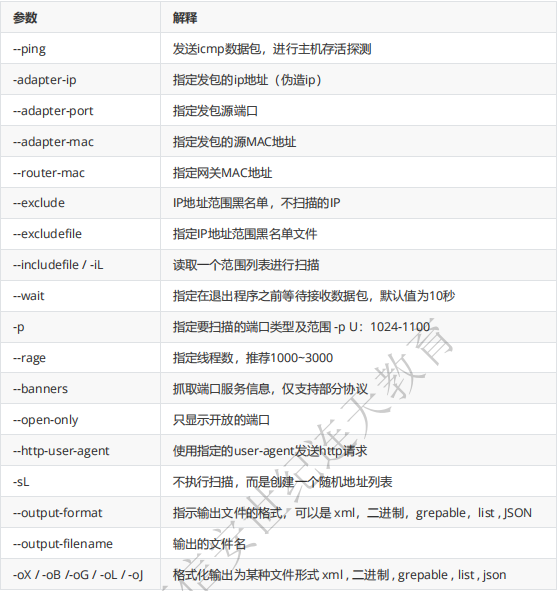 参数 解释
--ping 发送icmp数据包，进行主机存活探测
-adapter-ip 指定发包的ip地址（伪造ip）
--adapter-port 指定发包源端口
--adapter-mac 指定发包的源MAC地址
--router-mac 指定网关MAC地址
--exclude IP地址范围黑名单，不扫描的IP
--excludefile 指定IP地址范围黑名单文件
--includefile / -iL 读取一个范围列表进行扫描
--wait 指定在退出程序之前等待接收数据包，默认值为10秒
-p 指定要扫描的端口类型及范围 -p U：1024-1100
--rage 指定线程数，推荐1000~3000
--banners 抓取端口服务信息，仅支持部分协议
--open-only 只显示开放的端口
--http-user-agent 使用指定的user-agent发送http请求
-sL 不执行扫描，而是创建一个随机地址列表
--output-format 指示输出文件的格式，可以是 xml，二进制，grepable，list , JSON
--output-filename 输出的文件名
-oX / -oB /-oG / -oL / -oJ 格式化输出为某种文件形式 xml , 二进制 , grepable , list , json
信安世纪连天教育